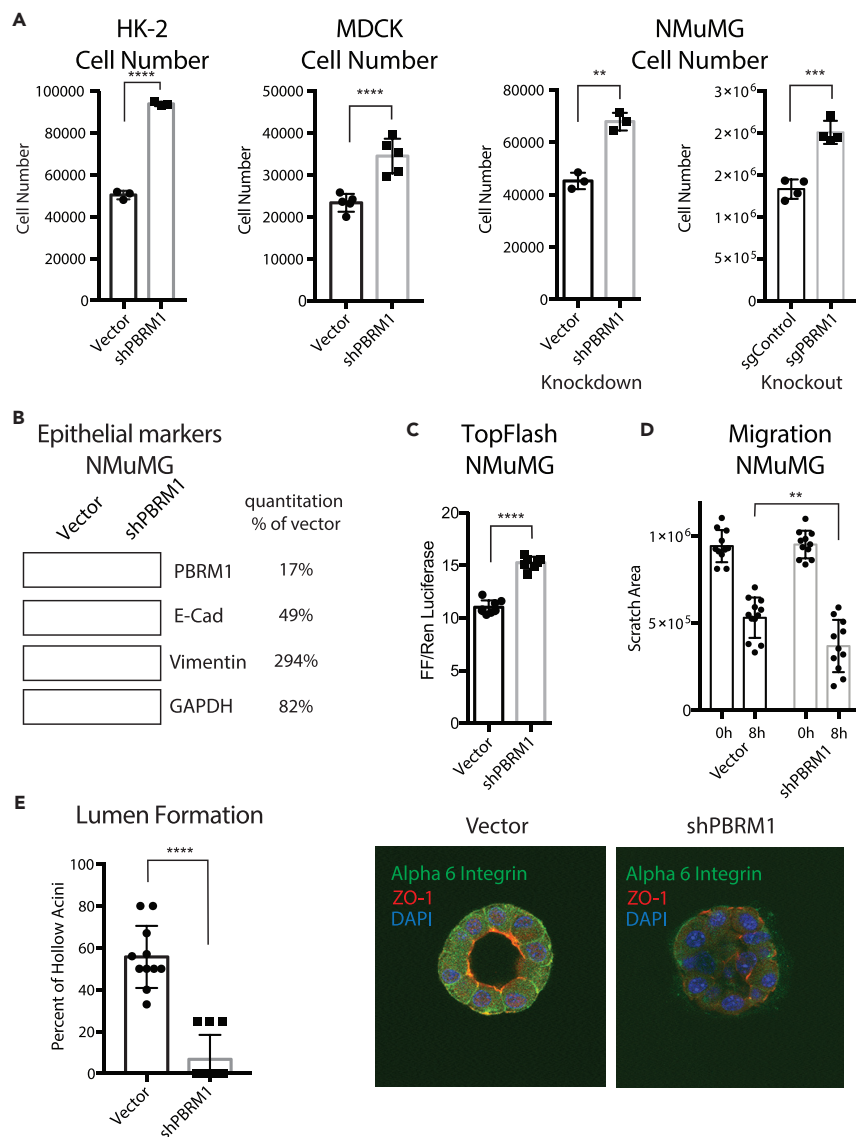 A
HK-2
Cell Number
****
100000
80000
60000
40000
20000
0
Cell Number
Vector
shPBRM1
MDCK
Cell Number
****
50000
40000
30000
20000
10000
0
Cell Number
Vector
shPBRM1
NMuMG
Cell Number
**
80000
60000
40000
20000
0
Cell Number
Vector
shPBRM1
Knockdown
***
3×10⁶
2×10⁶
2×10⁶
1×10⁶
5×10⁵
0
Cell Number
sgControl
sgPBRM1
Knockout
B
Epithelial markers
NMuMG
Vector
shPBRM1
quantitation
% of vector
PBRM1 17%
E-Cad 49%
Vimentin 294%
GAPDH 82%
C
TopFlash
NMuMG
****
20
15
10
5
0
FF/Ren Luciferase
Vector
shPBRM1
D
Migration
NMuMG
**
1×10⁶
5×10⁵
0
Scratch Area
0h 8h 0h 8h
Vector
shPBRM1
E
Lumen Formation
****
100
80
60
40
20
0
Percent of Hollow Acini
Vector
shPBRM1
Vector
Alpha 6 Integrin
ZO-1
DAPI
shPBRM1
Alpha 6 Integrin
ZO-1
DAPI